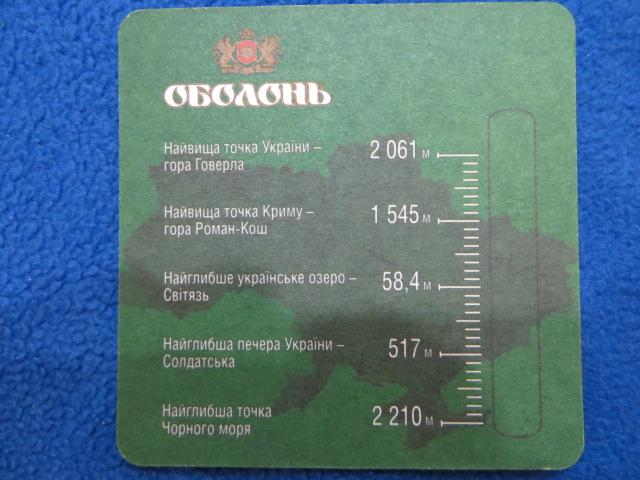 ОБОЛОНЬ
Найвища точка України – 2 061 м
гора Говерла
Найвища точка Криму – 1 545 м
гора Роман-Кош
Найглибше українське озеро – 58,4 м
Світязь
Найглибша печера України – 517 м
Солдатська
Найглибша точка 2 210 м
Чорного моря